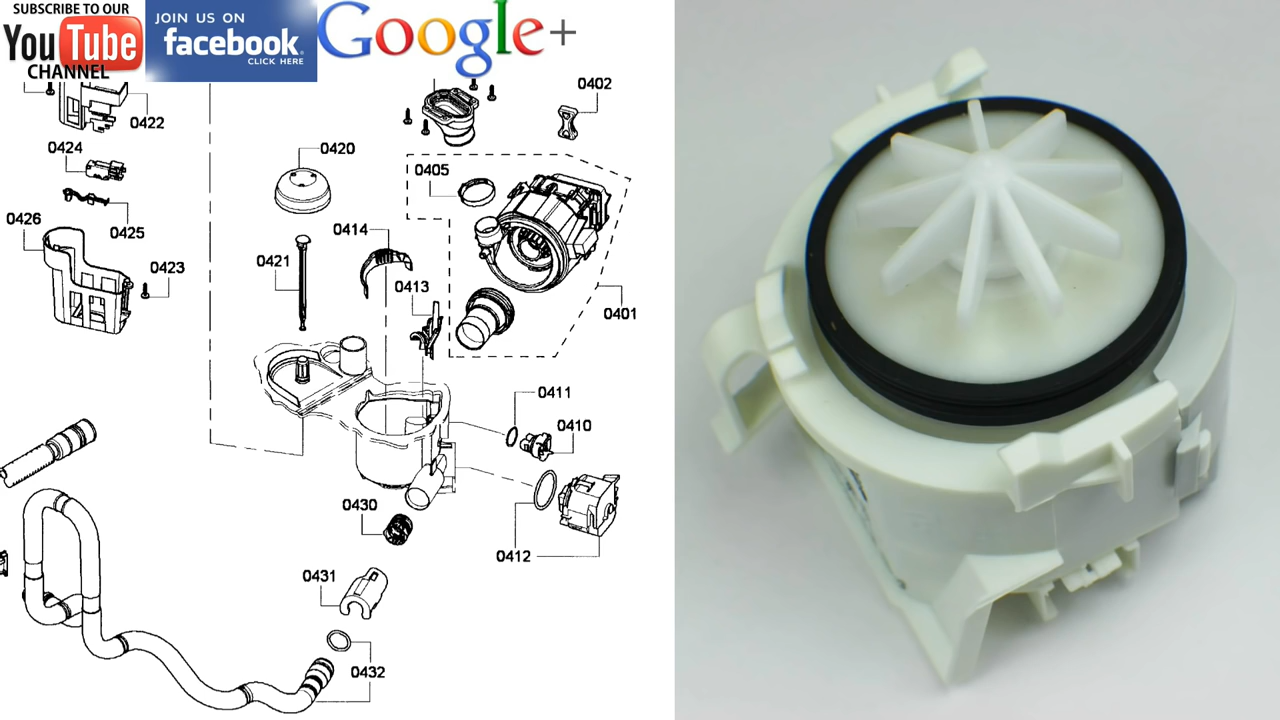 SUBSCRIBE TO OUR
YouTube
CHANNEL
JOIN US ON
facebook.
CLICK HERE
Google+
0402
0422
0424
0420
0405
0426
0425
0414
0423
0421
0413
0401
0411
0410
0430
0412
0431
0432